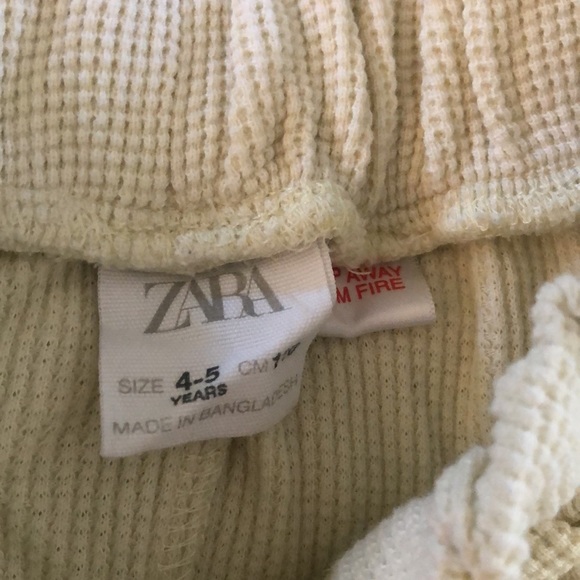 ZARA
SIZE 4-5 CM
YEARS
MADE IN BANGLADESH
AWAY
FIRE